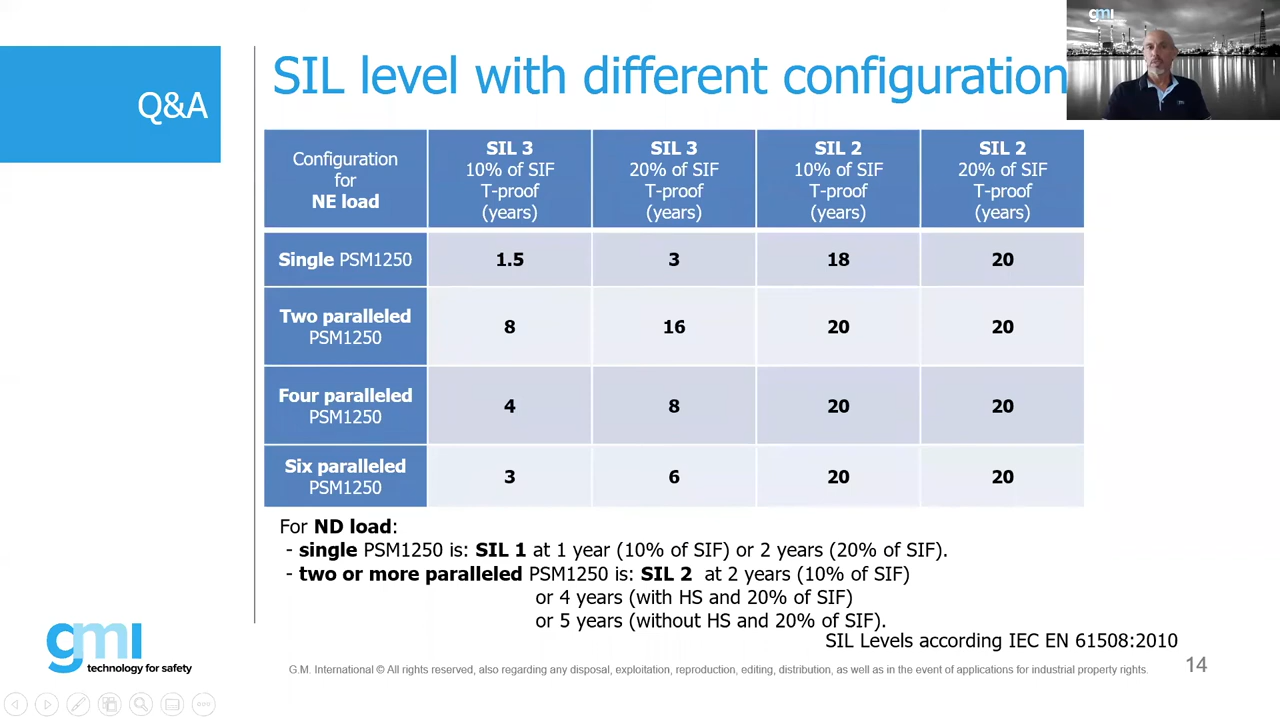 gmi
SIL level with different configuration
Q&A
Configuration
for
NE load
SIL 3
10% of SIF
T-proof
(years)
SIL 3
20% of SIF
T-proof
(years)
SIL 2
10% of SIF
T-proof
(years)
SIL 2
20% of SIF
T-proof
(years)
Single PSM1250
1.5
3
18
20
Two paralleled
PSM1250
8
16
20
20
Four paralleled
PSM1250
4
8
20
20
Six paralleled
PSM1250
3
6
20
20
For ND load:
- single PSM1250 is: SIL 1 at 1 year (10% of SIF) or 2 years (20% of SIF).
- two or more paralleled PSM1250 is: SIL 2 at 2 years (10% of SIF)
or 4 years (with HS and 20% of SIF)
or 5 years (without HS and 20% of SIF).
SIL Levels according IEC EN 61508:2010
gmi
technology for safety
G.M. International © All rights reserved, also regarding any disposal, exploitation, reproduction, editing, distribution, as well as in the event of applications for industrial property rights.
14